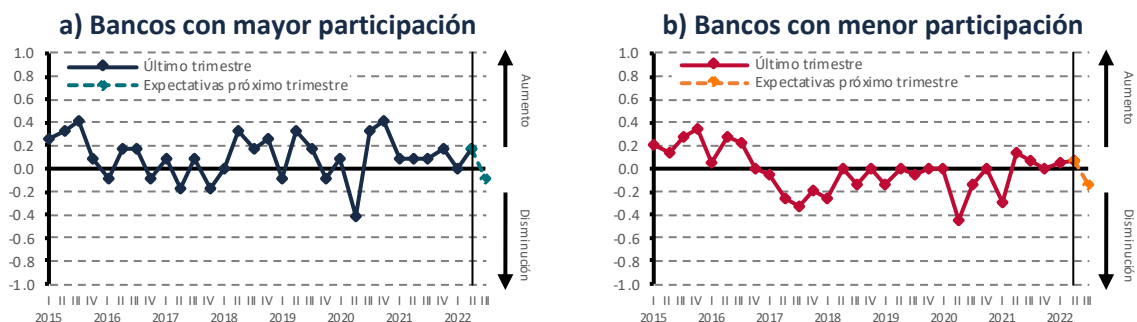 a) Bancos con mayor participación
1.0
0.8
0.6
0.4
0.2
0.0
-0.2
-0.4
-0.6
-0.8
-1.0
Último trimestre
Expectativas próximo trimestre
Aumento
Disminución
I II III IV I II III IV I II III IV I II III IV I II III IV I II III IV I II III IV I II III
2015 2016 2017 2018 2019 2020 2021 2022
b) Bancos con menor participación
1.0
0.8
0.6
0.4
0.2
0.0
-0.2
-0.4
-0.6
-0.8
-1.0
Último trimestre
Expectativas próximo trimestre
Aumento
Disminución
I II III IV I II III IV I II III IV I II III IV I II III IV I II III IV I II III IV I II III
2015 2016 2017 2018 2019 2020 2021 2022